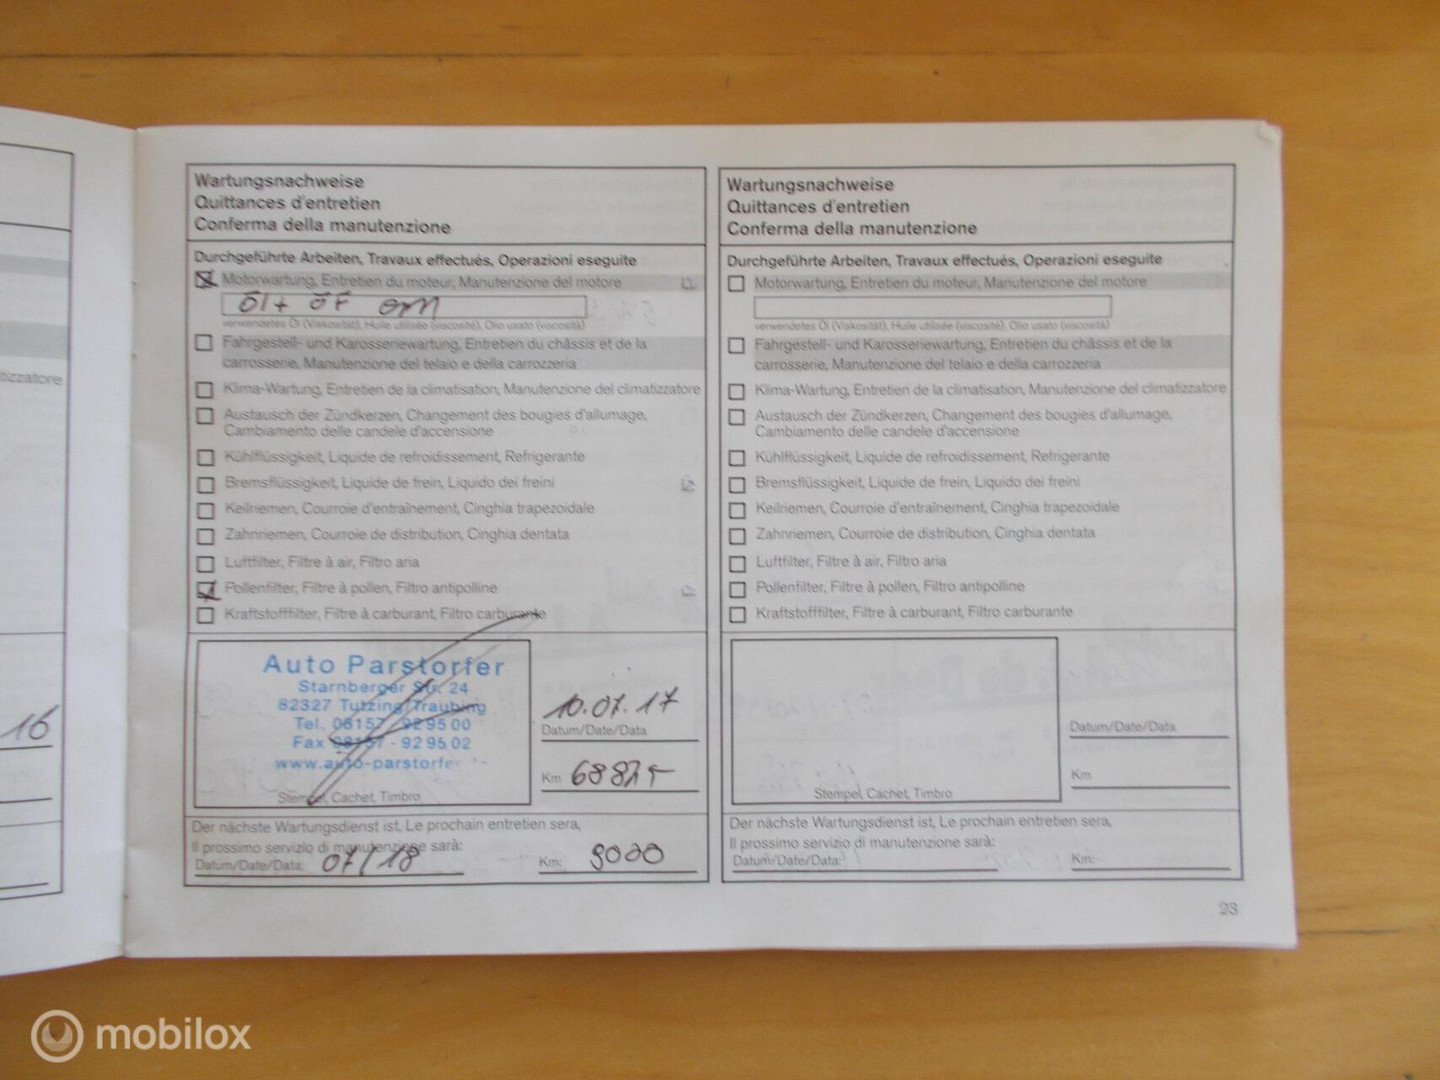 Wartungsnachweise
Quittances d'entretien
Conferma della manutenzione
Durchgeführte Arbeiten, Travaux effectués, Operazioni eseguite
Motorwartung, Entretien du moteur, Manutenzione del motore
Öl + ÖF
verwendetes Öl (Viskosität), Huile utilisée (viscosité), Olio usato (viscosità)
Fahrgestell- und Karosseriewartung, Entretien du châssis et de la
carrosserie, Manutenzione del telaio e della carrozzeria
Klima-Wartung, Entretien de la climatisation, Manutenzione del climatizzatore
Austausch der Zündkerzen, Changement des bougies d'allumage,
Cambiamento delle candele d'accensione
Kühlflüssigkeit, Liquide de refroidissement, Refrigerante
Bremsflüssigkeit, Liquide de frein, Liquido dei freini
Keilriemen, Courroie d'entraînement, Cinghia trapezoidale
Zahnriemen, Courroie de distribution, Cinghia dentata
Luftfilter, Filtre à air, Filtro aria
Pollenfilter, Filtre à pollen, Filtro antipolline
Kraftstofffilter, Filtre à carburant, Filtro carburante
Auto Parstorfer
Starnberger Str. 24
82327 Tutzing/Traubing
Tel. 08157 - 92 95 00
Fax 08157 - 92 95 02
www.auto-parstorfe
Stempel, Cachet, Timbro
10.07.17
Datum/Date/Data
Km
Der nächste Wartungsdienst ist, Le prochain entretien sera,
Il prossimo servizio di manutenzione sarà:
Datum/Date/Data: 07/18
Km: 9000
Wartungsnachweise
Quittances d'entretien
Conferma della manutenzione
Durchgeführte Arbeiten, Travaux effectués, Operazioni eseguite
Motorwartung, Entretien du moteur, Manutenzione del motore
verwendetes Öl (Viskosität), Huile utilisée (viscosité), Olio usato (viscosità)
Fahrgestell- und Karosseriewartung, Entretien du châssis et de la
carrosserie, Manutenzione del telaio e della carrozzeria
Klima-Wartung, Entretien de la climatisation, Manutenzione del climatizzatore
Austausch der Zündkerzen, Changement des bougies d'allumage,
Cambiamento delle candele d'accensione
Kühlflüssigkeit, Liquide de refroidissement, Refrigerante
Bremsflüssigkeit, Liquide de frein, Liquido dei freini
Keilriemen, Courroie d'entraînement, Cinghia trapezoidale
Zahnriemen, Courroie de distribution, Cinghia dentata
Luftfilter, Filtre à air, Filtro aria
Pollenfilter, Filtre à pollen, Filtro antipolline
Kraftstofffilter, Filtre à carburant, Filtro carburante
Stempel, Cachet, Timbro
Datum/Date/Data
Km
Der nächste Wartungsdienst ist, Le prochain entretien sera,
Il prossimo servizio di manutenzione sarà:
Datum/Date/Data:
Km:
23
tizzatore
16
mobilox